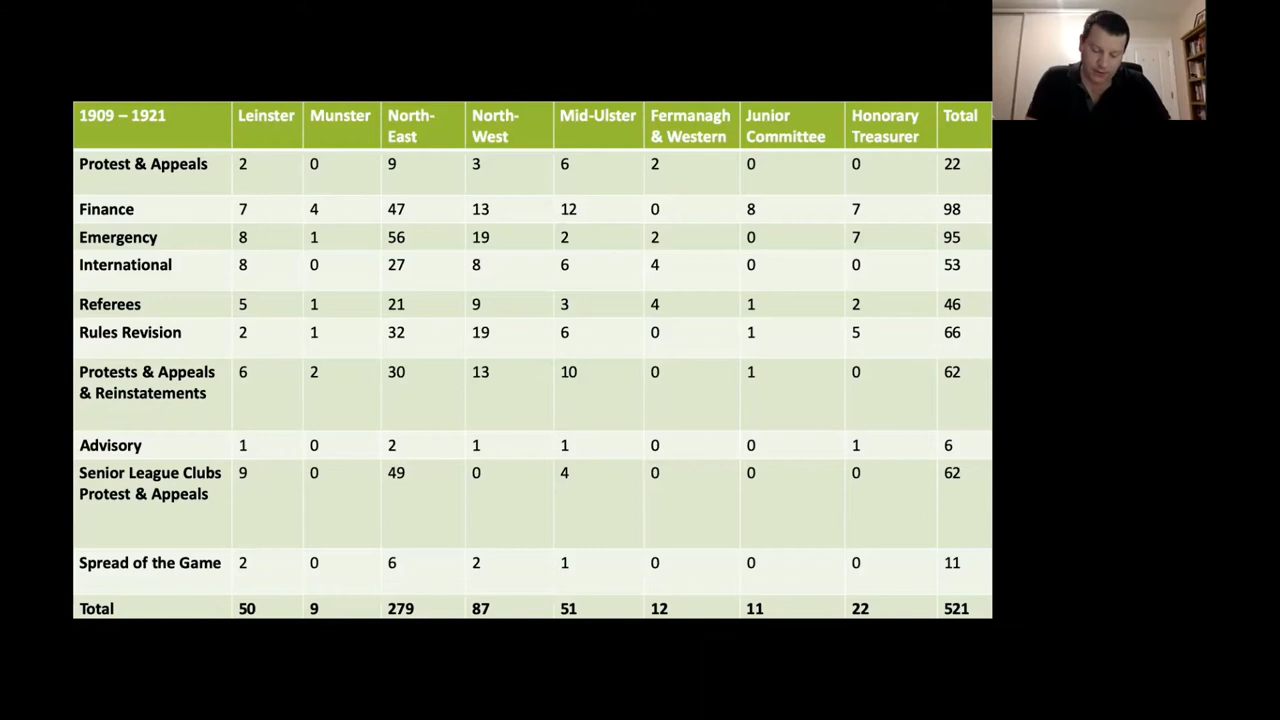 1909 – 1921 Leinster Munster North-East North-West Mid-Ulster Fermanagh & Western Junior Committee Honorary Treasurer Total
Protest & Appeals 2 0 9 3 6 2 0 0 22
Finance 7 4 47 13 12 0 8 7 98
Emergency 8 1 56 19 2 2 0 7 95
International 8 0 27 8 6 4 0 0 53
Referees 5 1 21 9 3 4 1 2 46
Rules Revision 2 1 32 19 6 0 1 5 66
Protests & Appeals & Reinstatements 6 2 30 13 10 0 1 0 62
Advisory 1 0 2 1 1 0 0 1 6
Senior League Clubs Protest & Appeals 9 0 49 0 4 0 0 0 62
Spread of the Game 2 0 6 2 1 0 0 0 11
Total 50 9 279 87 51 12 11 22 521